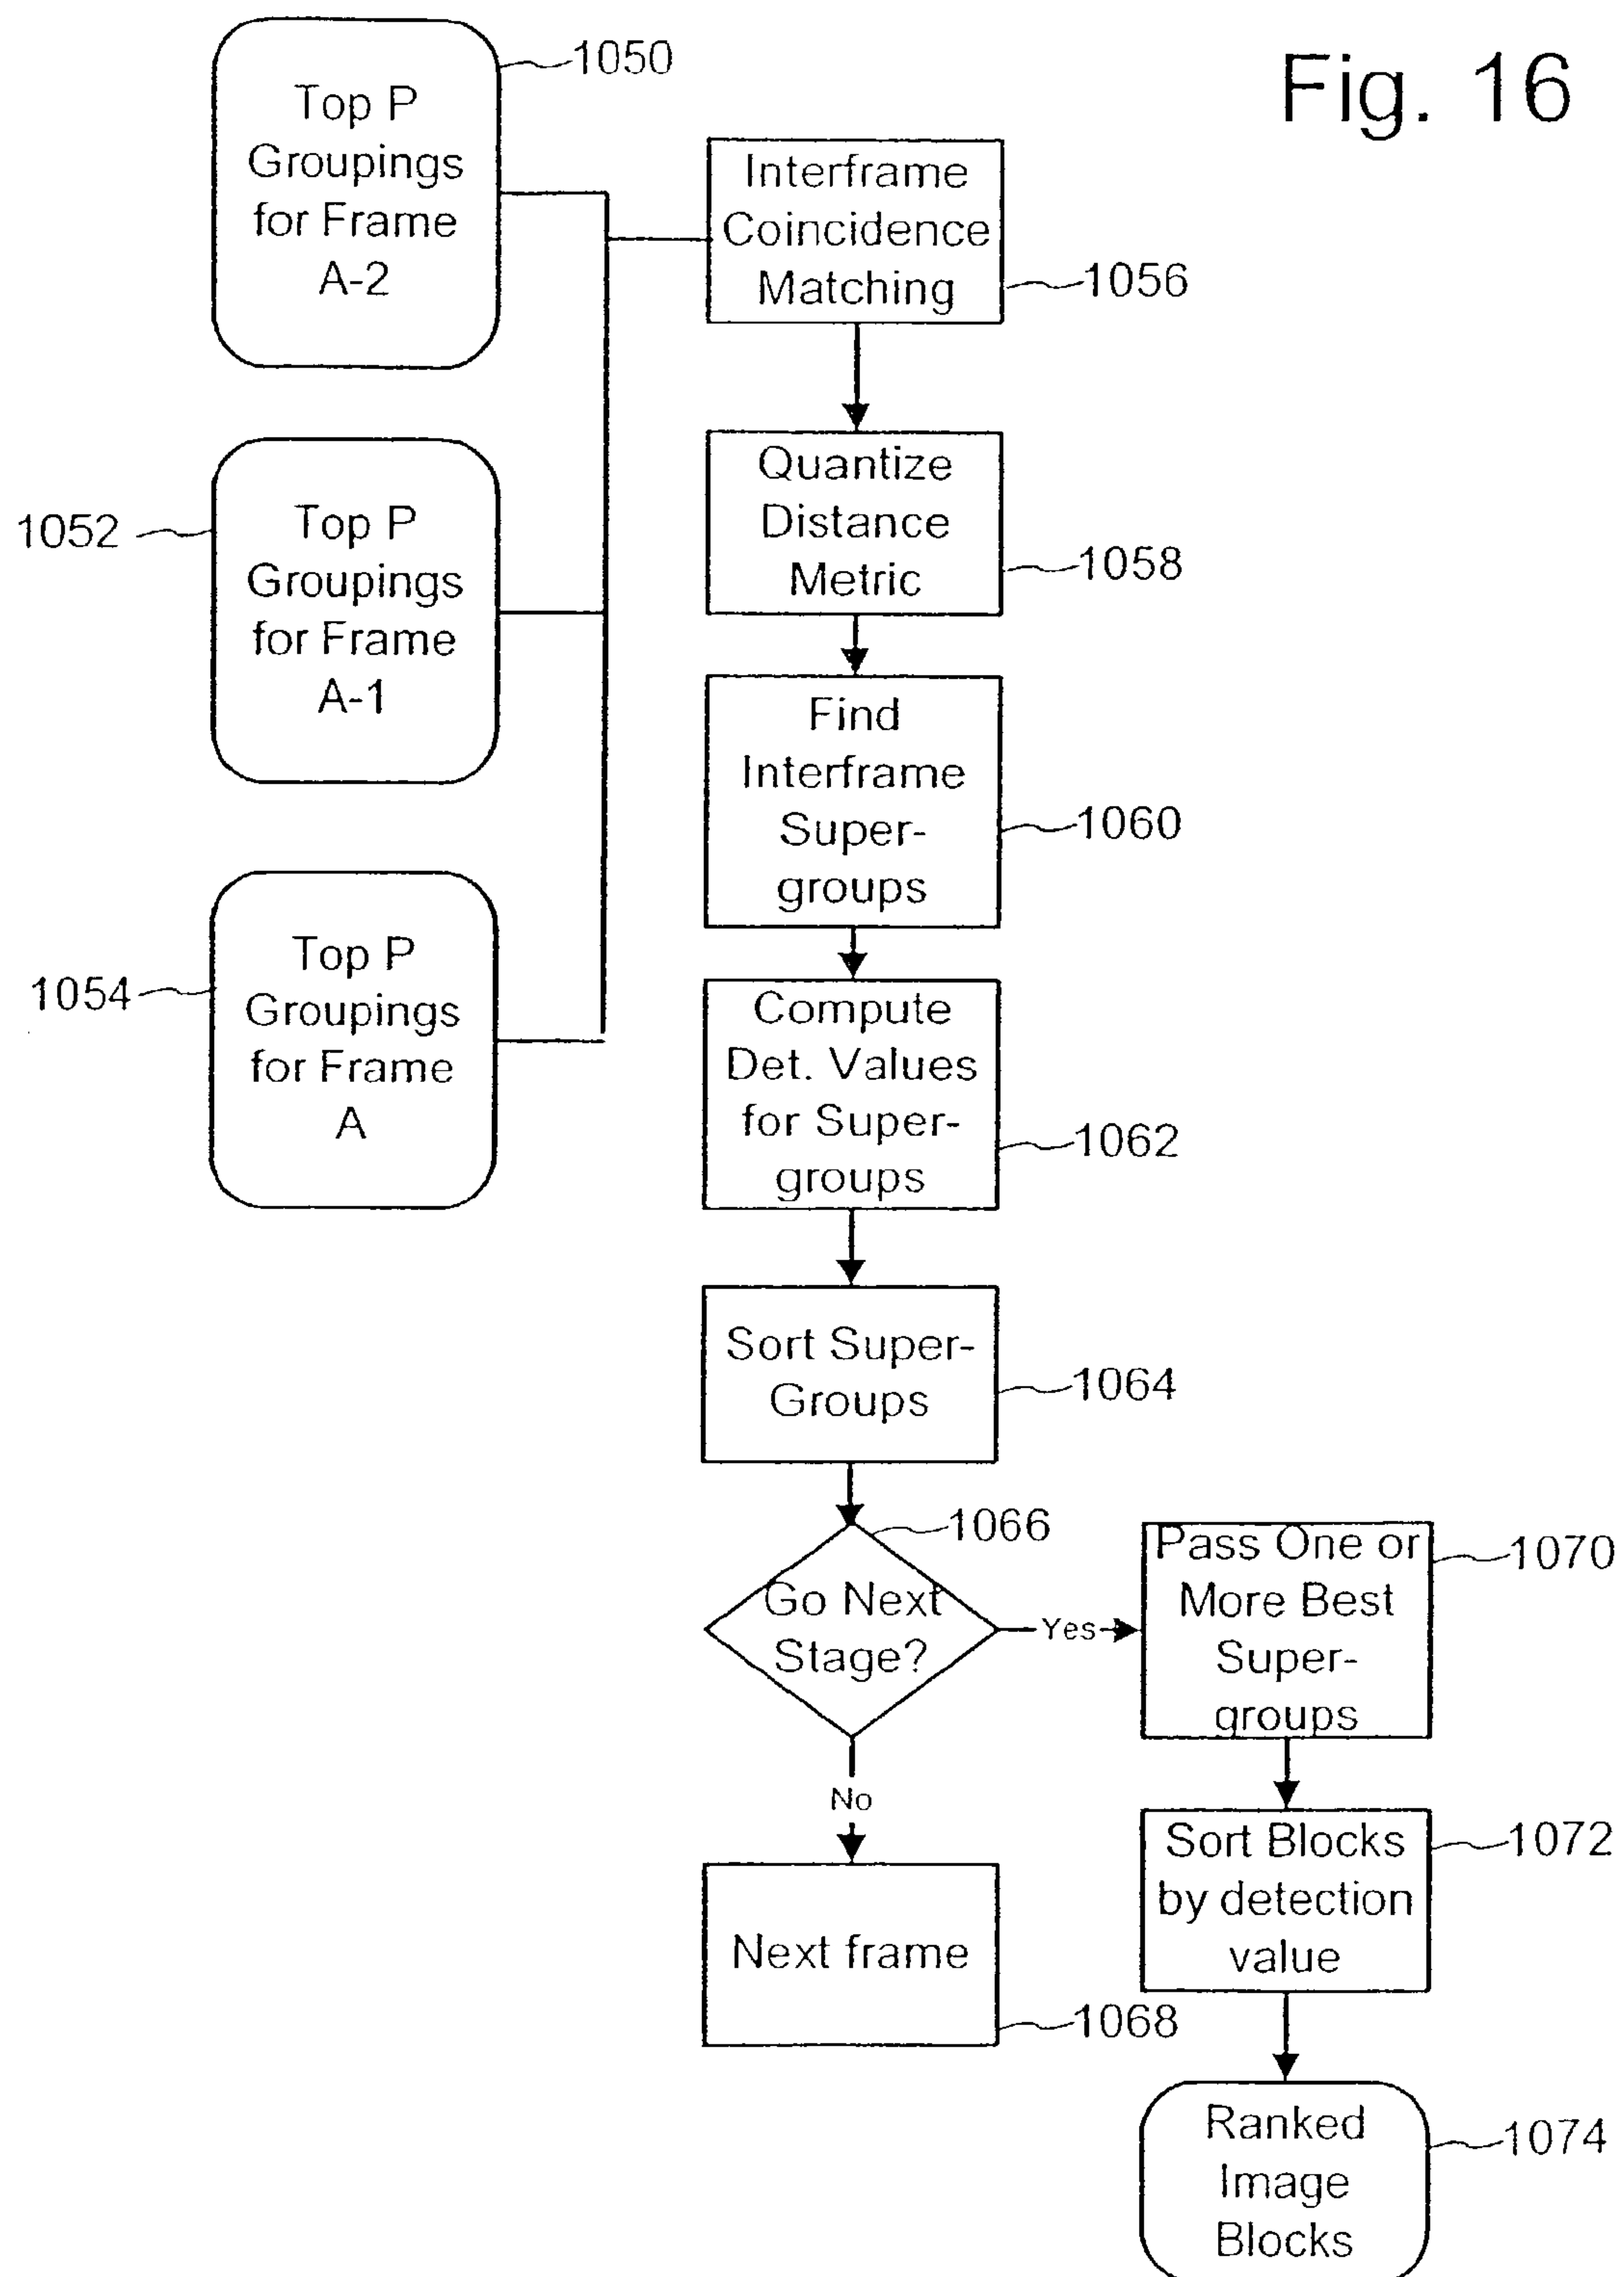 Fig. 16
1050
Top P
Groupings
for Frame
A-2
1052
Top P
Groupings
for Frame
A-1
1054
Top P
Groupings
for Frame
A
Interframe
Coincidence
Matching
1056
Quantize
Distance
Metric
1058
Find
Interframe
Super-
groups
1060
Compute
Det. Values
for Super-
groups
1062
Sort Super-
Groups
1064
1066
Go Next
Stage?
Yes
No
Next frame
1068
Pass One or
More Best
Super-
groups
1070
Sort Blocks
by detection
value
1072
Ranked
Image
Blocks
1074